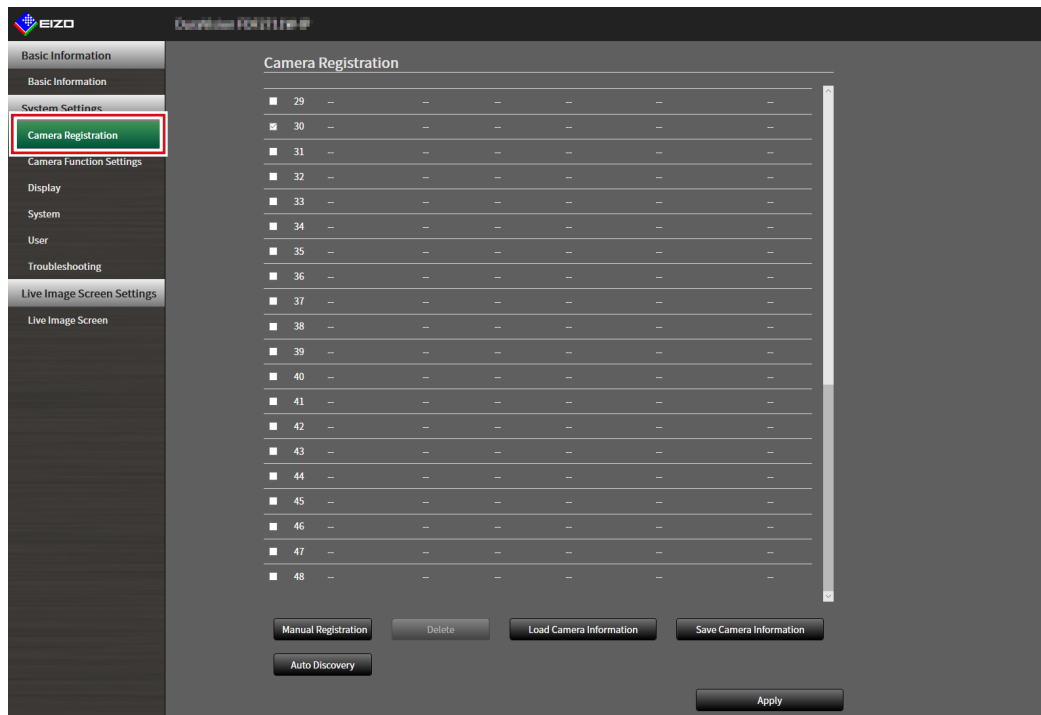 EIZO
Basic Information
Basic Information
System Settings
Camera Registration
Camera Function Settings
Display
System
User
Troubleshooting
Live Image Screen Settings
Live Image Screen
Camera Registration
29 -- -- -- -- -- --
30 -- -- -- -- -- --
31 -- -- -- -- -- --
32 -- -- -- -- -- --
33 -- -- -- -- -- --
34 -- -- -- -- -- --
35 -- -- -- -- -- --
36 -- -- -- -- -- --
37 -- -- -- -- -- --
38 -- -- -- -- -- --
39 -- -- -- -- -- --
40 -- -- -- -- -- --
41 -- -- -- -- -- --
42 -- -- -- -- -- --
43 -- -- -- -- -- --
44 -- -- -- -- -- --
45 -- -- -- -- -- --
46 -- -- -- -- -- --
47 -- -- -- -- -- --
48 -- -- -- -- -- --
Manual Registration Delete Load Camera Information Save Camera Information
Auto Discovery
Apply